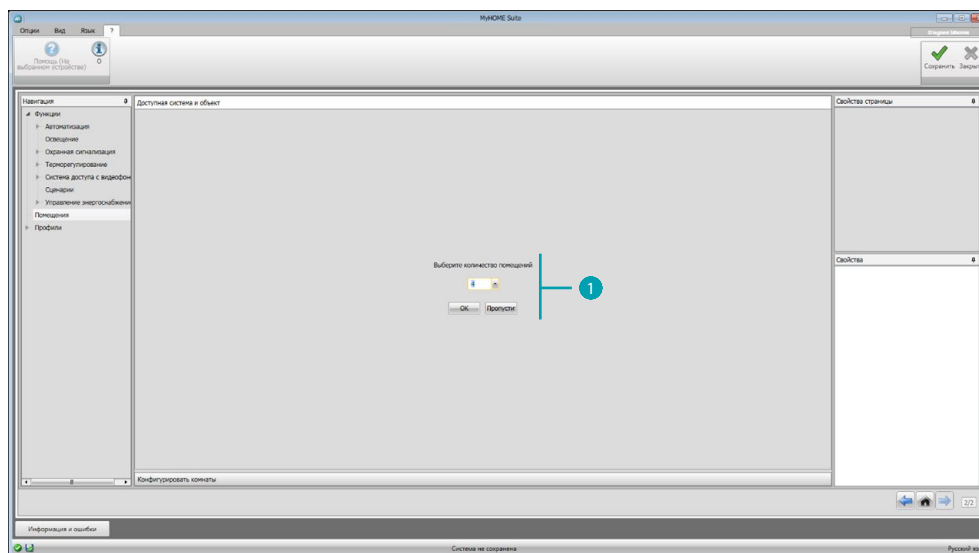 MyHOME Suite
Опции Вид Язык ?
Помощь (На выбранном устройстве)
О
Сохранить Закрыть
Навигация
Доступная система и объект
Свойства страницы
Функции
Автоматизация
Освещение
Охранная сигнализация
Терморегулирование
Система доступа с видеофон
Сценарии
Управление энергоснабжени
Помещения
Профили
Выберите количество помещений
4
OK Пропусти
1
Свойства
Конфигурировать комнаты
2/2
Информация и ошибки
Система не сохранена
Русский